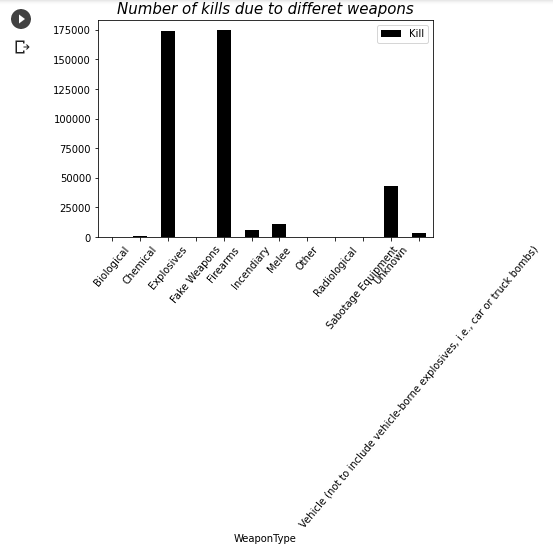 Number of kills due to differet weapons
Kill
175000
150000
125000
100000
75000
50000
25000
0
Biological
Chemical
Explosives
Fake Weapons
Firearms
Incendiary
Melee
Other
Radiological
Sabotage Equipment
Unknown
Vehicle (not to include vehicle-borne explosives, i.e., car or truck bombs)
WeaponType